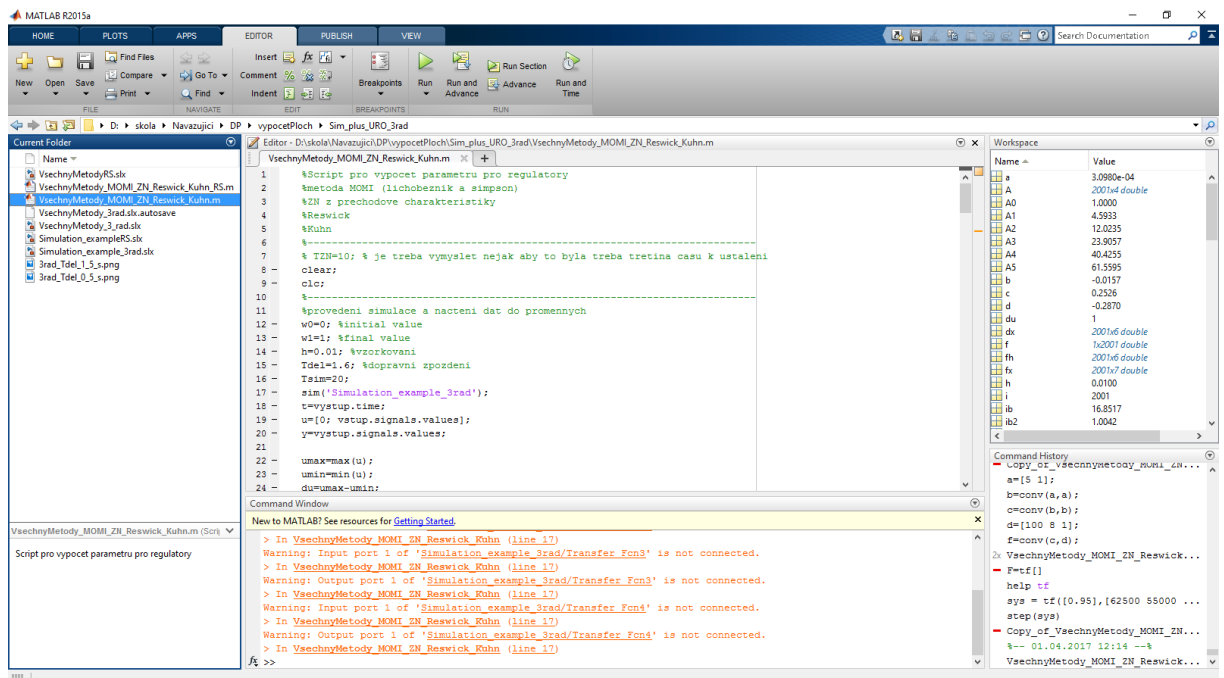 MATLAB R2015a
HOME PLOTS APPS EDITOR PUBLISH VIEW
Search Documentation
New Open Save
Find Files
Compare
Print
Go To
Find
Insert
Comment
Indent
Breakpoints
Run
Run and Advance
Run Section
Advance
Run and Time
FILE NAVIGATE EDIT BREAKPOINTS RUN
D: skola Navazujici DP vypocetPloch Sim_plus_URO_3rad
Current Folder
Name
VsechnyMetodyRS.slx
VsechnyMetody_MOMI_ZN_Reswick_Kuhn_RS.m
VsechnyMetody_MOMI_ZN_Reswick_Kuhn.m
VsechnyMetody_3rad.slx.autosave
VsechnyMetody_3_rad.slx
Simulation_exampleRS.slx
Simulation_example_3rad.slx
3rad_Tdel_1_5_s.png
3rad_Tdel_0_5_s.png
VsechnyMetody_MOMI_ZN_Reswick_Kuhn.m (Scri
Script pro vypocet parametru pro regulatory
Editor - D:\skola\Navazujici\DP\vypocetPloch\Sim_plus_URO_3rad\VsechnyMetody_MOMI_ZN_Reswick_Kuhn.m
VsechnyMetody_MOMI_ZN_Reswick_Kuhn.m
1 %Script pro vypocet parametru pro regulatory
2 %metoda MOMI (lichobeznik a simpson)
3 %ZN z prechodove charakteristiky
4 %Reswick
5 %Kuhn
6 %----------------------------------------------------------------------
7 % TZN=10; % je treba vymyslet nejak aby to byla treba tretina casu k ustaleni
8 - clear;
9 - clc;
10 %----------------------------------------------------------------------
11 %provedeni simulace a nacteni dat do promennych
12 - w0=0; %initial value
13 - w1=1; %final value
14 - h=0.01; %vzorkovani
15 - Tdel=1.6; %dopravni zpozdeni
16 - Tsim=20;
17 - sim('Simulation_example_3rad');
18 - t=vystup.time;
19 - u=[0; vstup.signals.values];
20 - y=vystup.signals.values;
21
22 - umax=max(u);
23 - umin=min(u);
24 - du=umax-umin;
Command Window
New to MATLAB? See resources for Getting Started.
> In VsechnyMetody_MOMI_ZN_Reswick_Kuhn (line 17)
Warning: Input port 1 of 'Simulation_example_3rad/Transfer Fcn3' is not connected.
> In VsechnyMetody_MOMI_ZN_Reswick_Kuhn (line 17)
Warning: Output port 1 of 'Simulation_example_3rad/Transfer Fcn3' is not connected.
> In VsechnyMetody_MOMI_ZN_Reswick_Kuhn (line 17)
Warning: Input port 1 of 'Simulation_example_3rad/Transfer Fcn4' is not connected.
> In VsechnyMetody_MOMI_ZN_Reswick_Kuhn (line 17)
Warning: Output port 1 of 'Simulation_example_3rad/Transfer Fcn4' is not connected.
> In VsechnyMetody_MOMI_ZN_Reswick_Kuhn (line 17)
fx >>
Workspace
Name Value
a 3.0980e-04
A 2001x4 double
A0 1.0000
A1 4.5933
A2 12.0235
A3 23.9057
A4 40.4255
A5 61.5595
b -0.0157
c 0.2526
d -0.2870
du 1
dx 2001x6 double
f 1x2001 double
fh 2001x6 double
fx 2001x7 double
h 0.0100
i 2001
ib 16.8517
ib2 1.0042
Command History
Copy_of_VsechnyMetody_MOMI_ZN...
a=[5 1];
b=conv(a,a);
c=conv(b,b);
d=[100 8 1];
f=conv(c,d);
2x VsechnyMetody_MOMI_ZN_Reswick...
F=tf[]
help tf
sys = tf([0.95],[62500 55000 ...
step(sys)
Copy_of_VsechnyMetody_MOMI_ZN...
%-- 01.04.2017 12:14 --%
VsechnyMetody_MOMI_ZN_Reswick...